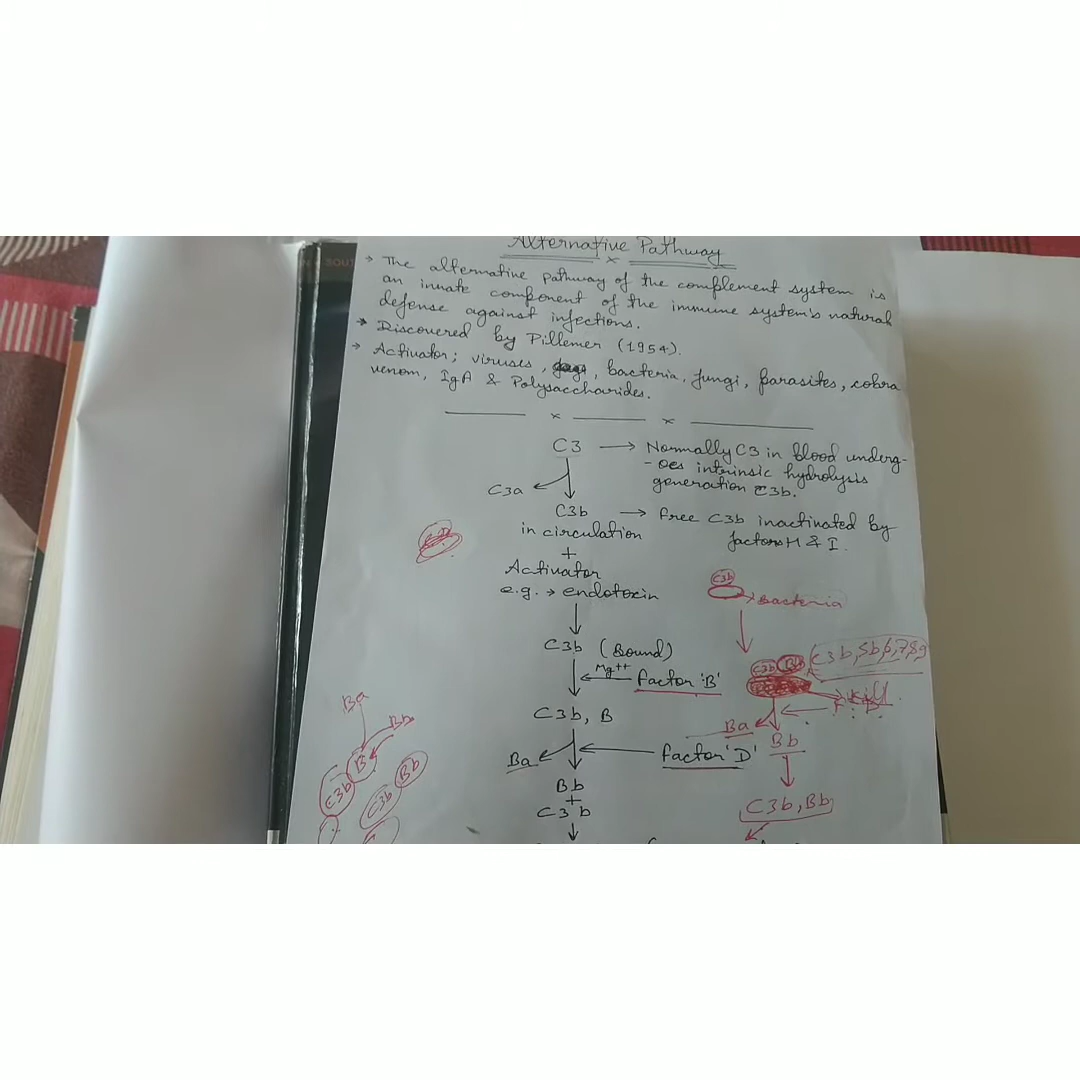 Alternative Pathway
→ The alternative pathway of the complement system is
an innate component of the immune system's natural
defense against infections.
→ Discovered by Pillemer (1954).
→ Activator; viruses, bacteria, fungi, parasites, cobra
venom, IgA & Polysaccharides.
C3 → Normally C3 in blood underg-
-oes intrinsic hydrolysis
generation C3b.
C3a
C3b → free C3b inactivated by
in circulation factors H & I.
+
Activator
e.g. → endotoxin
C3b
Bacteria
C3b (Bound)
Mg++ factor 'B'
C3b Bb C3b,5b,6,7,8,9
kill
C3b, B
Ba factor 'D'
Ba
Bb
Bb
+
C3b
C3b, Bb
Ba
Bb
B
C3b
C3b Bb
SOUT